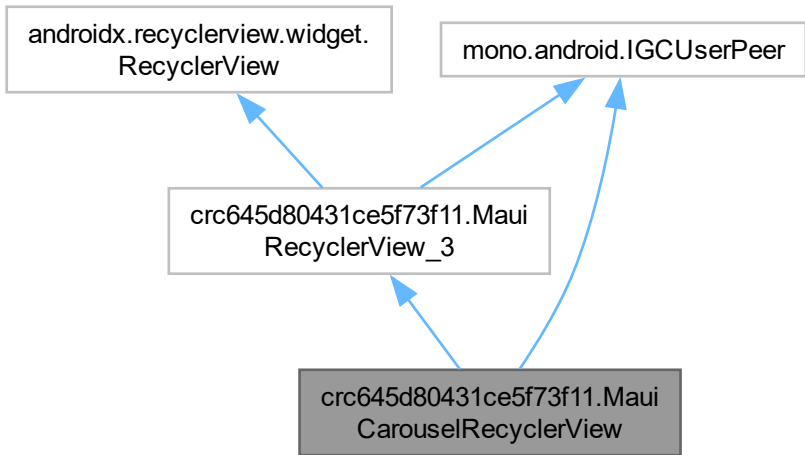 androidx.recyclerview.widget.
RecyclerView
mono.android.IGCUserPeer
crc645d80431ce5f73f11.Maui
RecyclerView_3
crc645d80431ce5f73f11.Maui
CarouselRecyclerView